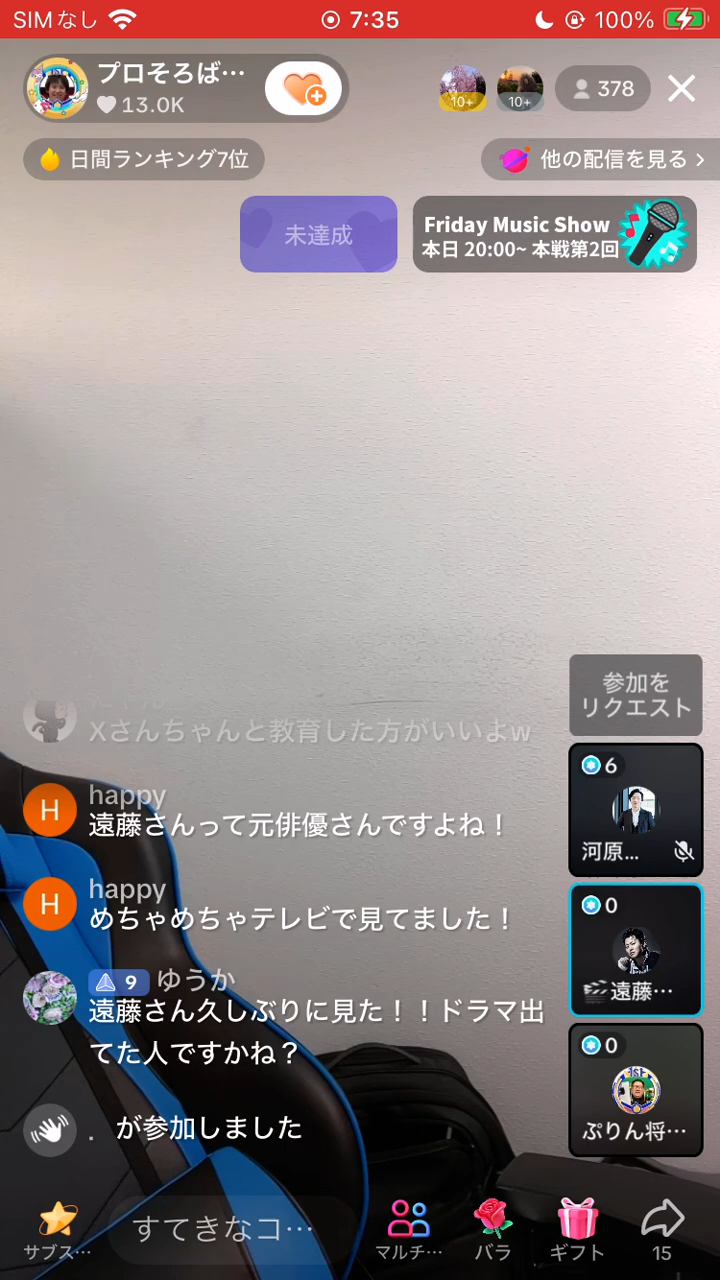 SIMなし 7:35 100%
プロそろば…
13.0K
10+
10+
378
日間ランキング7位
他の配信を見る
未達成
Friday Music Show
本日 20:00~ 本戦第2回
参加を
リクエスト
Xさんちゃんと教育した方がいいよw
6
河原...
happy
遠藤さんって元俳優さんですよね！
happy
めちゃめちゃテレビで見てました！
0
遠藤…
9 ゆうか
遠藤さん久しぶりに見た！！ドラマ出
てた人ですかね？
0
ぷりん将…
. が参加しました
すてきなコ…
サブス…
マルチ…
バラ
ギフト
15